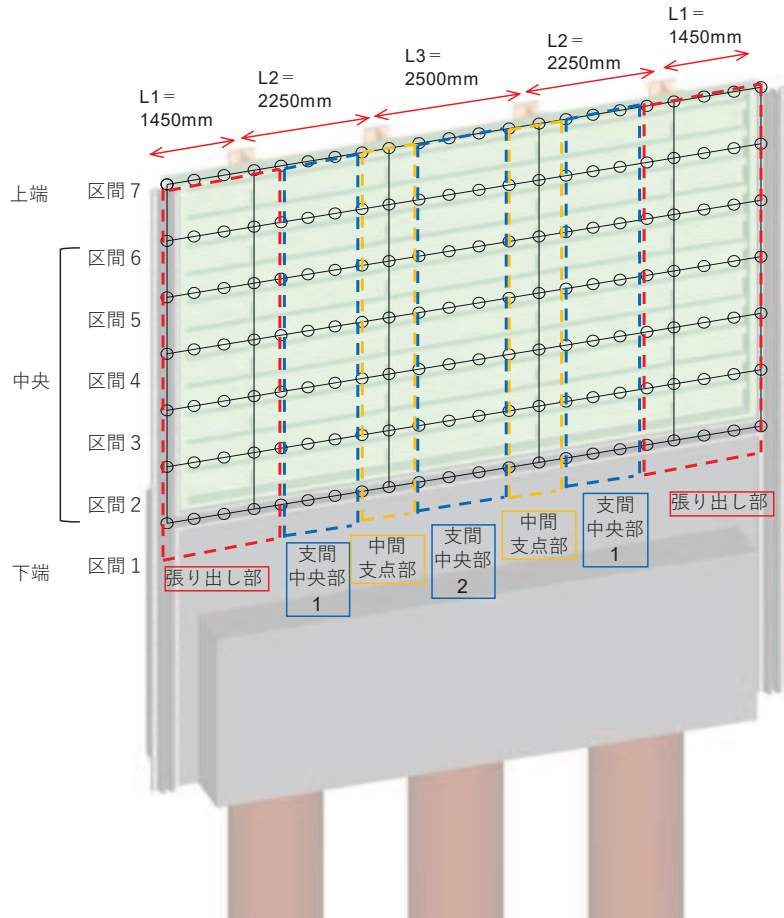 L1＝
1450mm
L2＝
2250mm
L3＝
2500mm
L2＝
2250mm
L1＝
1450mm
上端
区間 7
区間 6
区間 5
中央
区間 4
区間 3
区間 2
下端
区間 1
張り出し部
支間
中央部
1
中間
支点部
支間
中央部
2
中間
支点部
支間
中央部
1
張り出し部